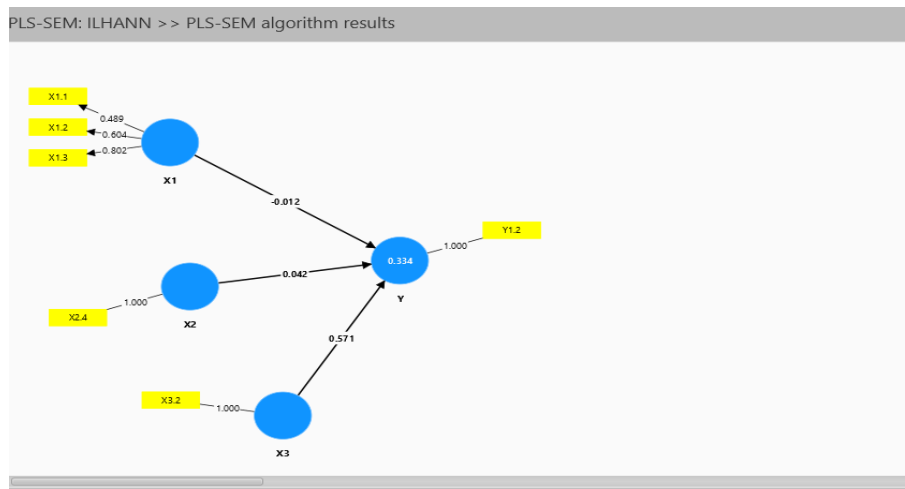 PLS-SEM: ILHANN >> PLS-SEM algorithm results
X1.1
0.489
X1.2
0.604
X1.3
0.802
X1
-0.012
Y1.2
1.000
0.334
Y
0.042
1.000
X2.4
X2
0.571
X3.2
1.000
X3